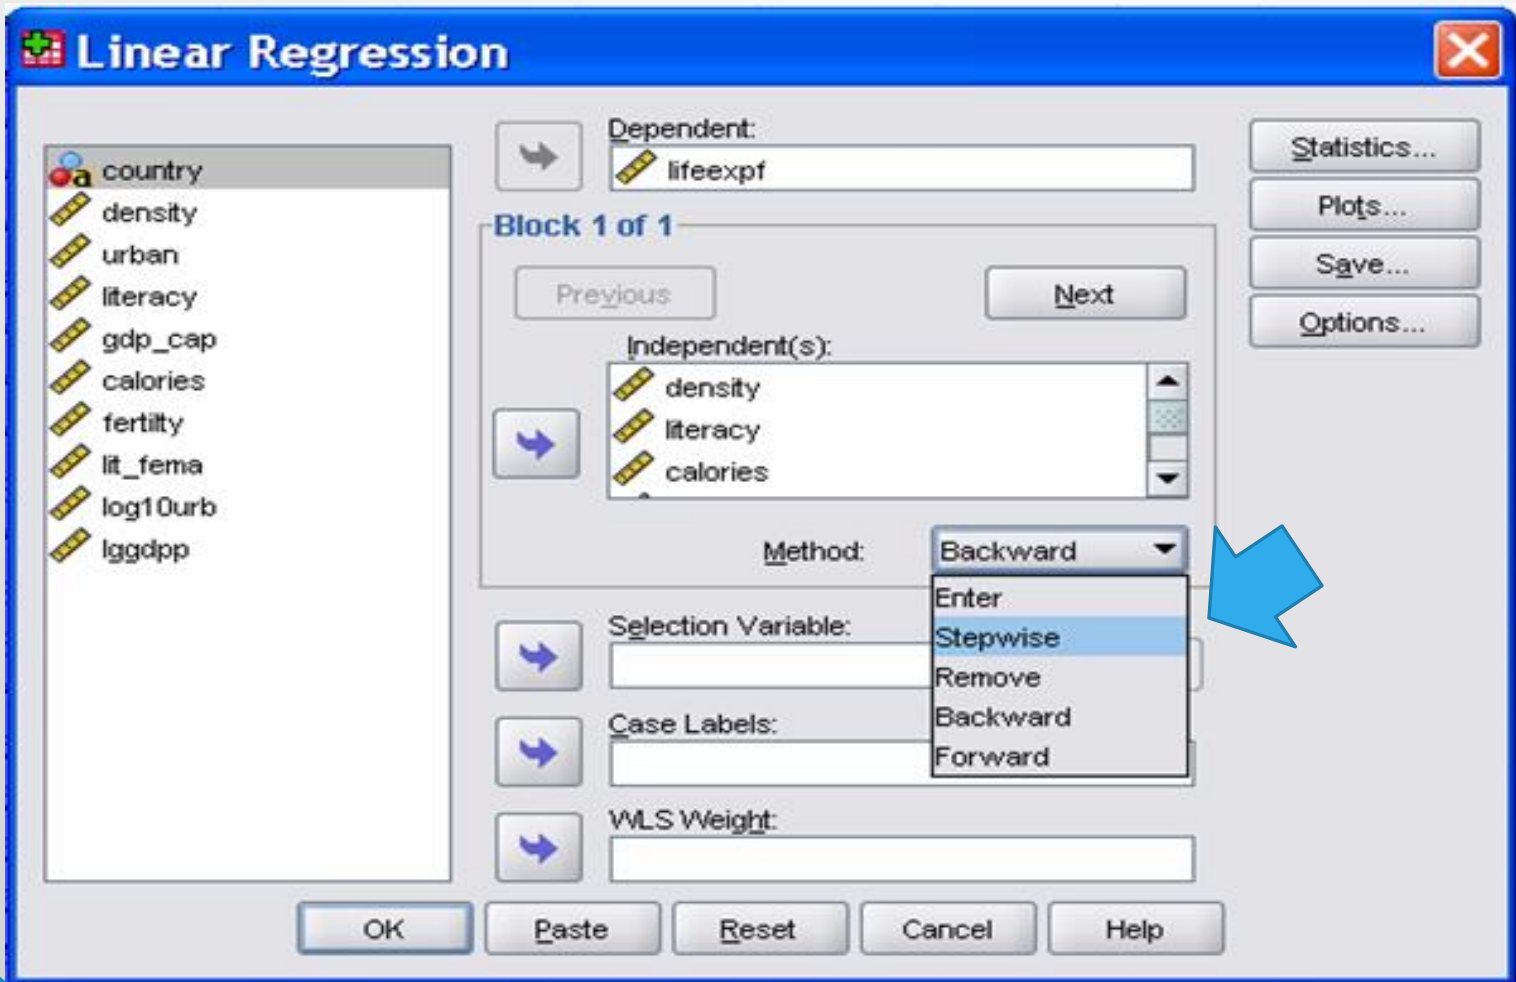 Linear Regression
country
density
urban
literacy
gdp_cap
calories
fertilty
lit_fema
log10urb
lggdpp
Dependent:
lifeexpf
Block 1 of 1
Previous
Next
Independent(s):
density
literacy
calories
Method:
Backward
Enter
Stepwise
Remove
Backward
Forward
Selection Variable:
Case Labels:
WLS Weight:
Statistics...
Plots...
Save...
Options...
OK
Paste
Reset
Cancel
Help